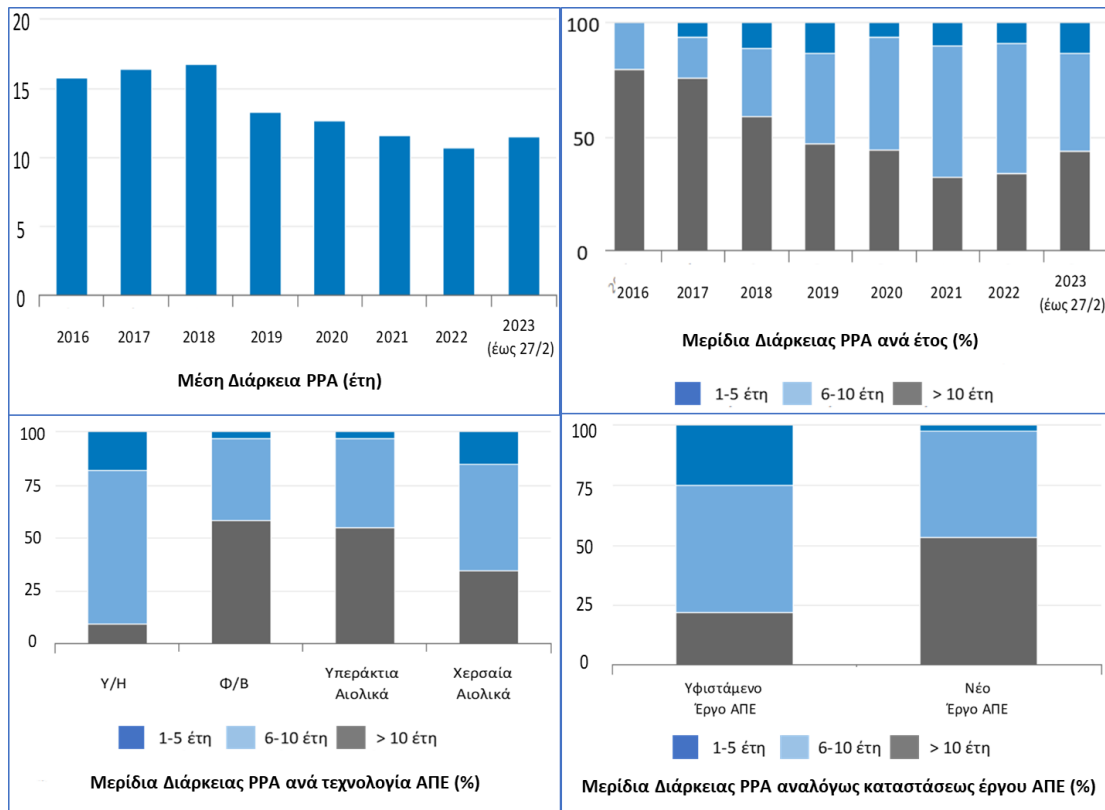 20
15
10
5
0
2016 2017 2018 2019 2020 2021 2022 2023
(έως 27/2)
Μέση Διάρκεια PPA (έτη)
100
50
0
2016 2017 2018 2019 2020 2021 2022 2023
(έως 27/2)
Μερίδια Διάρκειας PPA ανά έτος (%)
1-5 έτη 6-10 έτη > 10 έτη
100
75
50
25
0
Υ/Η Φ/Β Υπεράκτια Χερσαία
Αιολικά Αιολικά
1-5 έτη 6-10 έτη > 10 έτη
Μερίδια Διάρκειας PPA ανά τεχνολογία ΑΠΕ (%)
100
75
50
25
0
Υφιστάμενο Νέο
Έργο ΑΠΕ Έργο ΑΠΕ
1-5 έτη 6-10 έτη > 10 έτη
Μερίδια Διάρκειας PPA αναλόγως καταστάσεως έργου ΑΠΕ (%)